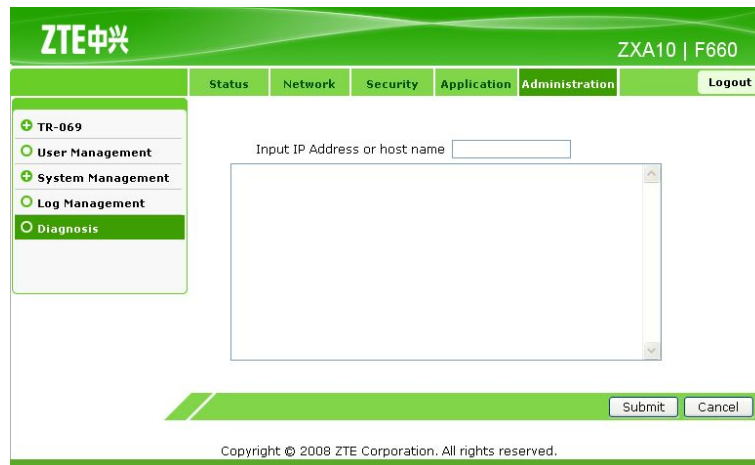 ZTE中兴
ZXA10 | F660
Status Network Security Application Administration Logout
TR-069
User Management
System Management
Log Management
Diagnosis
Input IP Address or host name
Submit Cancel
Copyright © 2008 ZTE Corporation. All rights reserved.